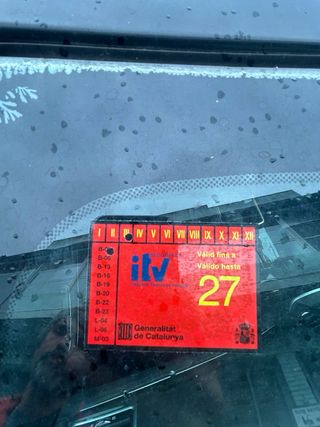 I II III IV V VI VII VIII IX X XI XII
B-06
B-13
B-16
B-19
B-20
B-22
B-23
L-04
L-06
M-03
itv
Vàlid fins a
Válido hasta
27
Generalitat
de Catalunya